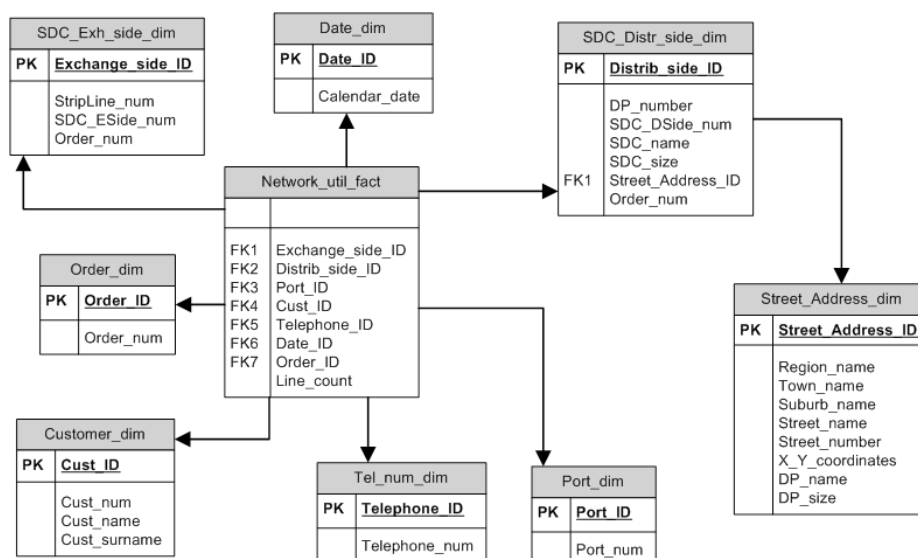 SDC_Exh_side_dim
PK Exchange_side_ID
StripLine_num
SDC_ESide_num
Order_num
Date_dim
PK Date_ID
Calendar_date
SDC_Distr_side_dim
PK Distrib_side_ID
DP_number
SDC_DSide_num
SDC_name
SDC_size
FK1 Street_Address_ID
Order_num
Network_util_fact
FK1 Exchange_side_ID
FK2 Distrib_side_ID
FK3 Port_ID
FK4 Cust_ID
FK5 Telephone_ID
FK6 Date_ID
FK7 Order_ID
Line_count
Order_dim
PK Order_ID
Order_num
Street_Address_dim
PK Street_Address_ID
Region_name
Town_name
Suburb_name
Street_name
Street_number
X_Y_coordinates
DP_name
DP_size
Customer_dim
PK Cust_ID
Cust_num
Cust_name
Cust_surname
Tel_num_dim
PK Telephone_ID
Telephone_num
Port_dim
PK Port_ID
Port_num